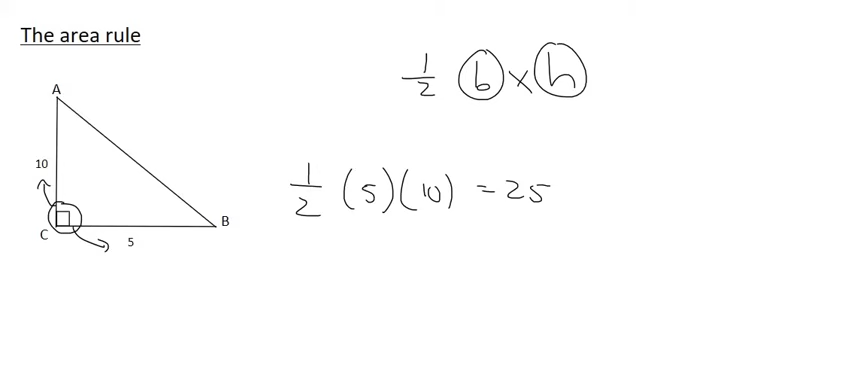 The area rule
1/2 b × h
A
10
1/2 (5)(10) = 25
C
5
B